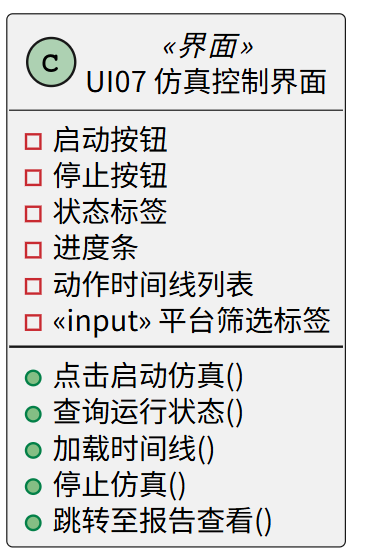 C
«界面»
UI07 仿真控制界面
启动按钮
停止按钮
状态标签
进度条
动作时间线列表
«input» 平台筛选标签
点击启动仿真()
查询运行状态()
加载时间线()
停止仿真()
跳转至报告查看()